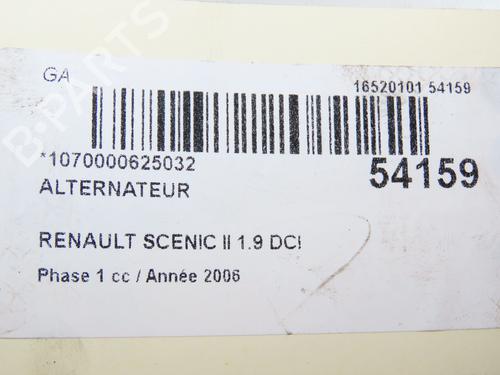 GA
16520101 54159
*1070000625032
54159
ALTERNATEUR
RENAULT SCENIC II 1.9 DCI
Phase 1 cc / Année 2006
B-PARTS